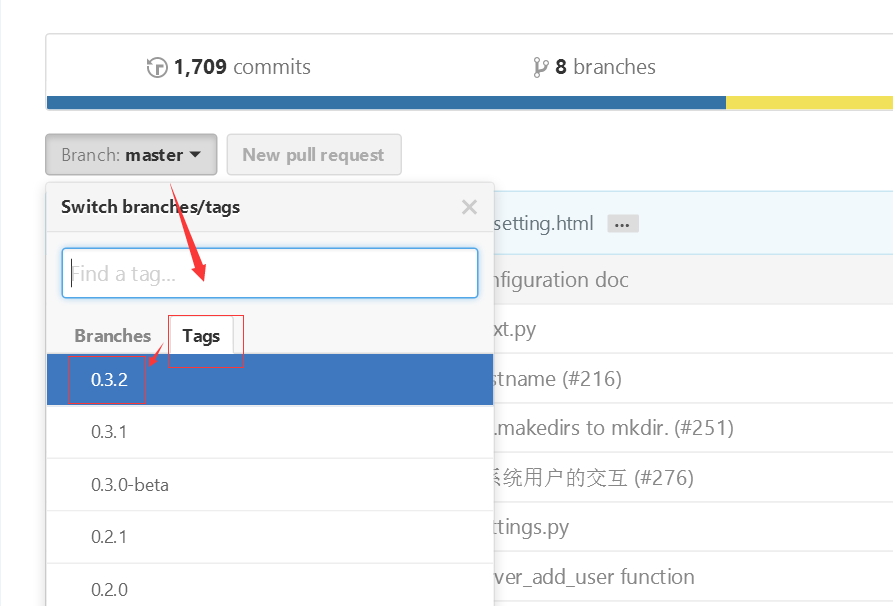 1,709 commits
8 branches
Branch: master
New pull request
Switch branches/tags
setting.html ...
Find a tag...
nfiguration doc
Branches
Tags
xt.py
0.3.2
stname (#216)
0.3.1
.makedirs to mkdir. (#251)
0.3.0-beta
系统用户的交互 (#276)
0.2.1
ttings.py
0.2.0
ver_add_user function